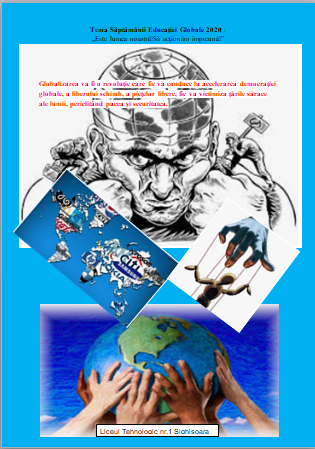 Tema Săptămânii Educației Globale 2020
„Este lumea noastră!Să acționăm împreună!”
Globalizarea va fi o revoluție care fie va conduce la accelerarea democrației
globale, a liberului schimb, a piețelor libere, fie va victimiza țările sărace
ale lumii, periclitând pacea și securitatea.
citi
SAMSUNG
Liceul Tehnologic nr.1 Sighisoara